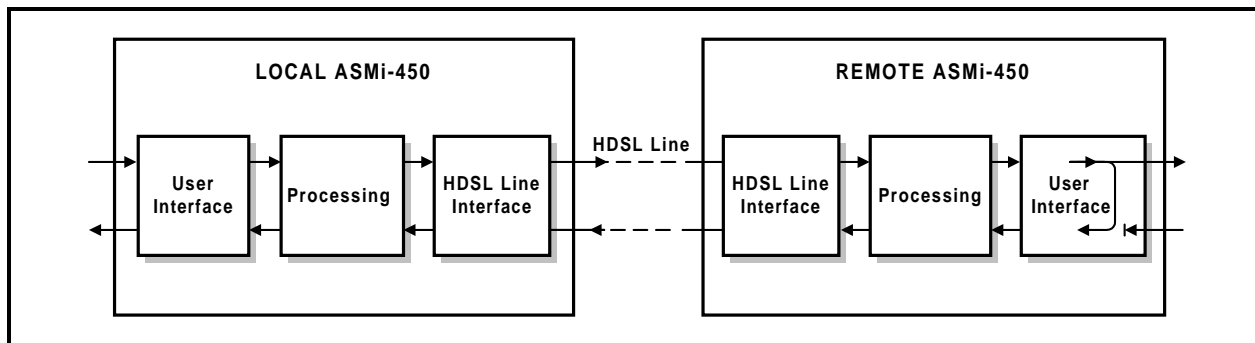 LOCAL ASMi-450
REMOTE ASMi-450
HDSL Line
User
Interface
Processing
HDSL Line
Interface
HDSL Line
Interface
Processing
User
Interface